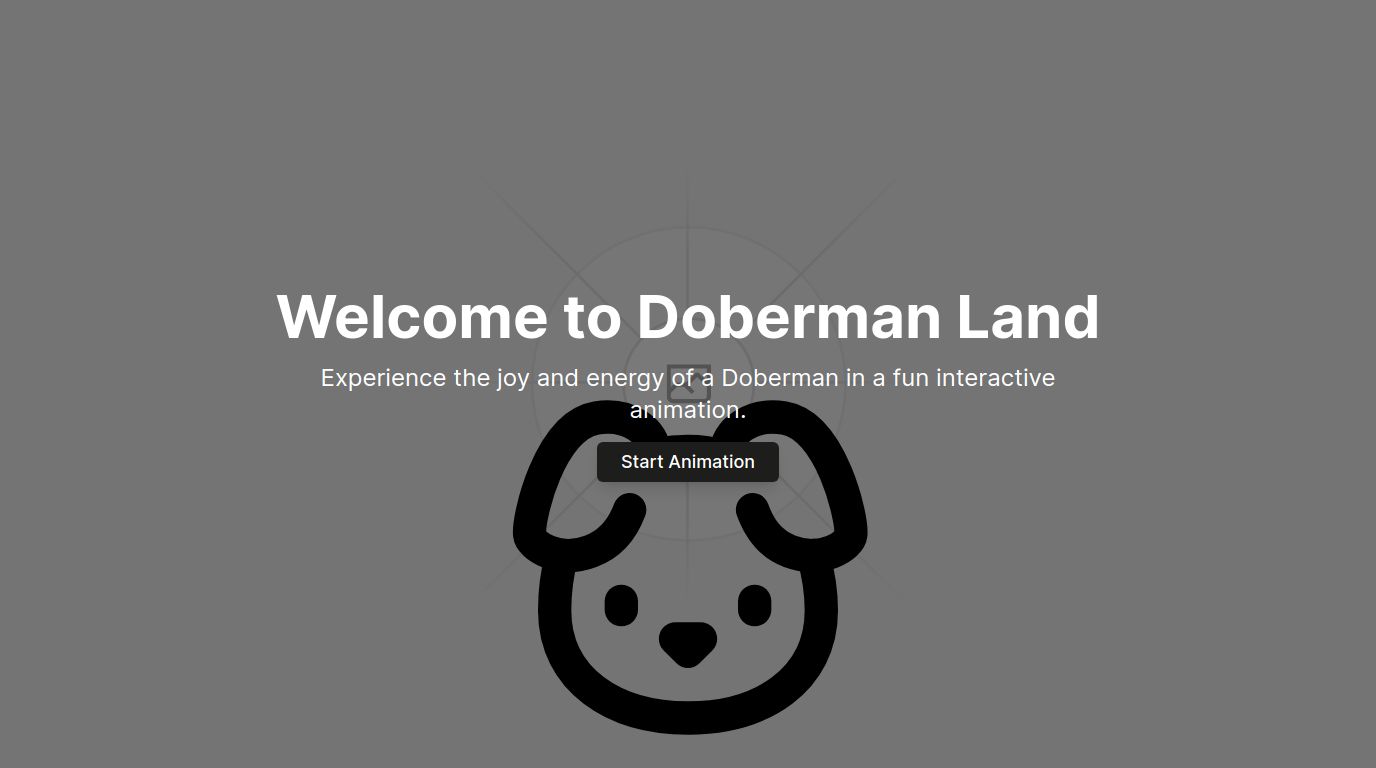 Welcome to Doberman Land
Experience the joy and energy of a Doberman in a fun interactive
animation.
Start Animation